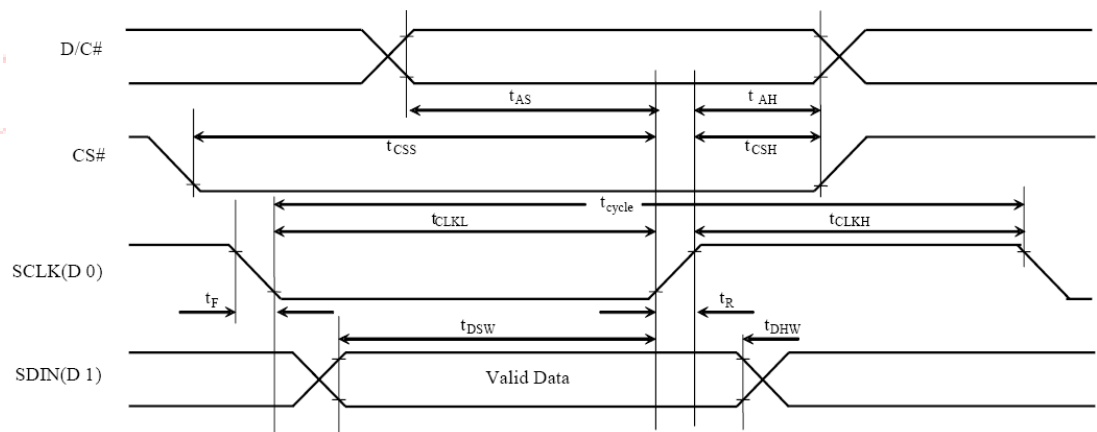 D/C#
tAS
t AH
tCSS
tCSH
CS#
tcycle
tCLKL
tCLKH
SCLK(D 0)
tF
tR
tDSW
tDHW
SDIN(D 1)
Valid Data